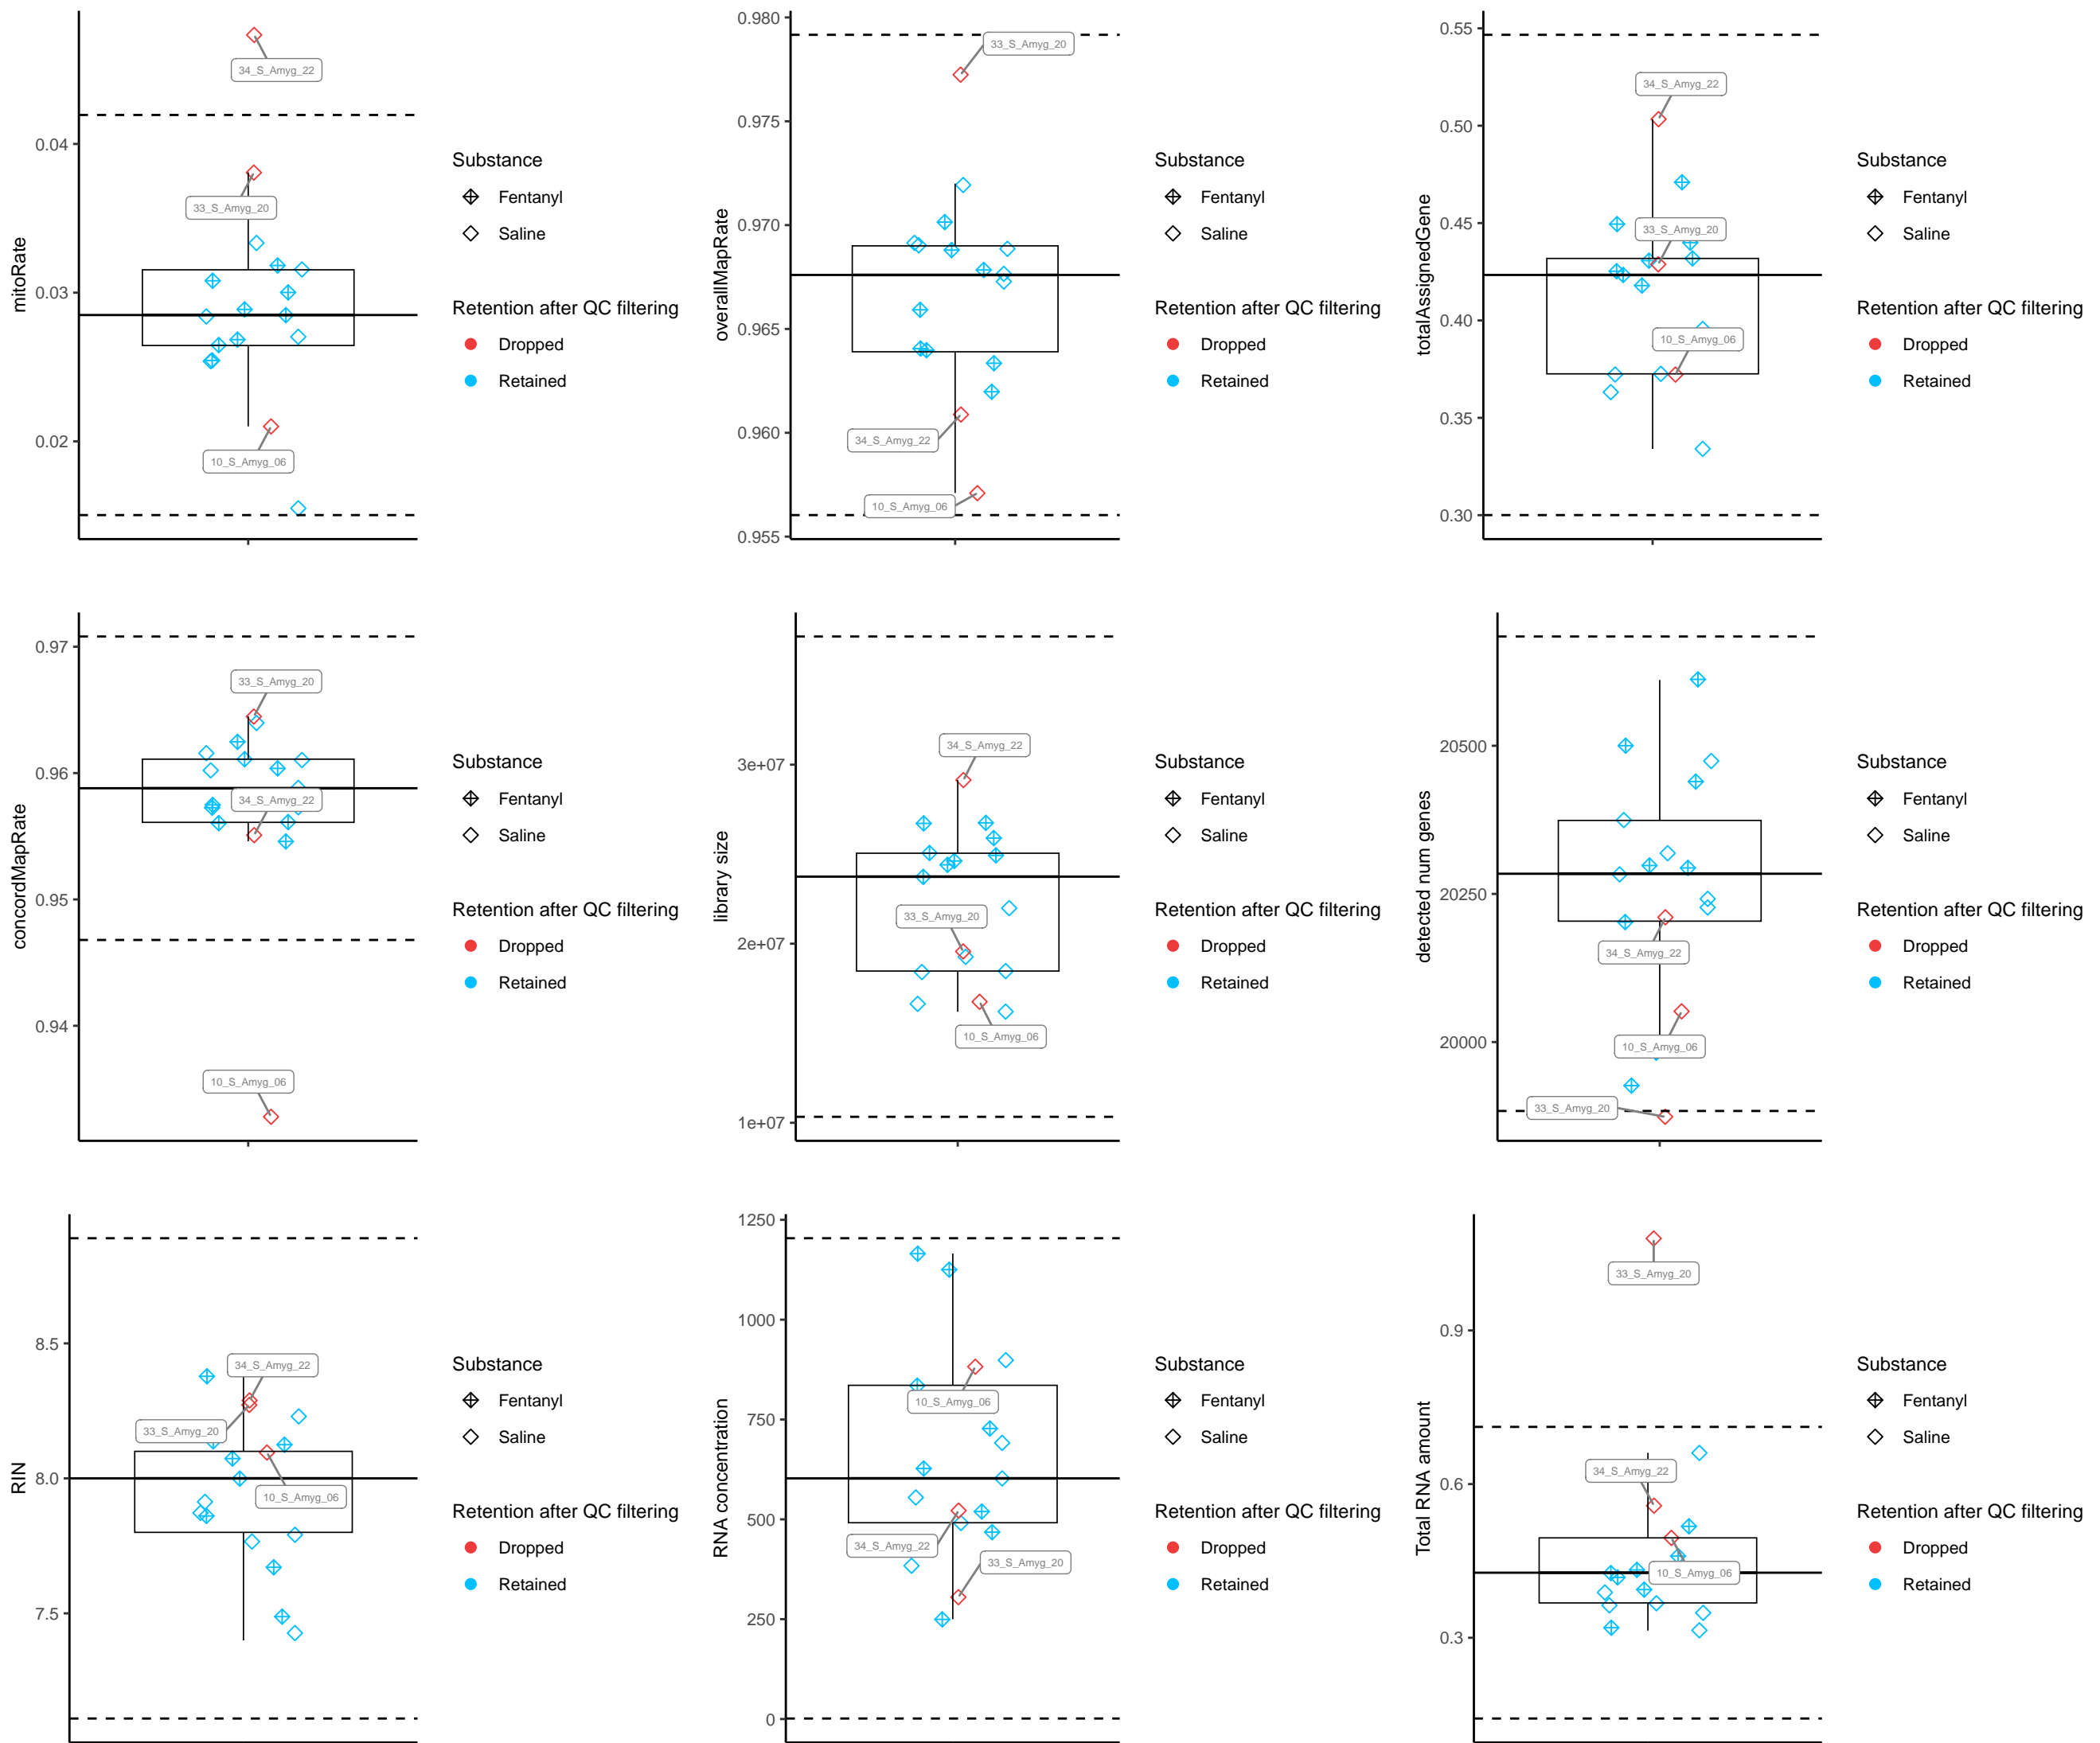 mitoRate
0.04
0.03
0.02
34_S_Amyg_22
33_S_Amyg_20
10_S_Amyg_06
Substance
Fentanyl
Saline
Retention after QC filtering
Dropped
Retained
overallMapRate
0.980
0.975
0.970
0.965
0.960
0.955
33_S_Amyg_20
34_S_Amyg_22
10_S_Amyg_06
Substance
Fentanyl
Saline
Retention after QC filtering
Dropped
Retained
totalAssignedGene
0.55
0.50
0.45
0.40
0.35
0.30
34_S_Amyg_22
33_S_Amyg_20
10_S_Amyg_06
Substance
Fentanyl
Saline
Retention after QC filtering
Dropped
Retained
concordMapRate
0.97
0.96
0.95
0.94
33_S_Amyg_20
34_S_Amyg_22
10_S_Amyg_06
Substance
Fentanyl
Saline
Retention after QC filtering
Dropped
Retained
library size
3e+07
2e+07
1e+07
34_S_Amyg_22
33_S_Amyg_20
10_S_Amyg_06
Substance
Fentanyl
Saline
Retention after QC filtering
Dropped
Retained
detected num genes
20500
20250
20000
34_S_Amyg_22
10_S_Amyg_06
33_S_Amyg_20
Substance
Fentanyl
Saline
Retention after QC filtering
Dropped
Retained
RIN
8.5
8.0
7.5
34_S_Amyg_22
33_S_Amyg_20
10_S_Amyg_06
Substance
Fentanyl
Saline
Retention after QC filtering
Dropped
Retained
RNA concentration
1250
1000
750
500
250
0
10_S_Amyg_06
34_S_Amyg_22
33_S_Amyg_20
Substance
Fentanyl
Saline
Retention after QC filtering
Dropped
Retained
Total RNA amount
0.9
0.6
0.3
33_S_Amyg_20
34_S_Amyg_22
10_S_Amyg_06
Substance
Fentanyl
Saline
Retention after QC filtering
Dropped
Retained